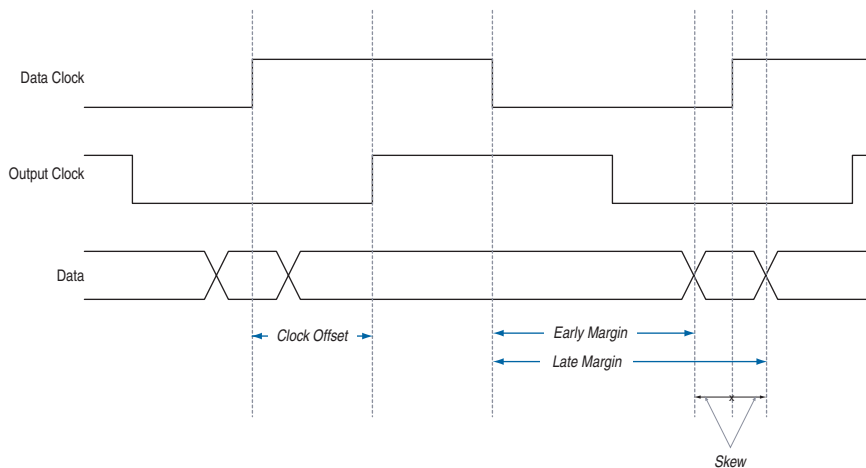 Data Clock
Output Clock
Data
Clock Offset
Early Margin
Late Margin
x
Skew